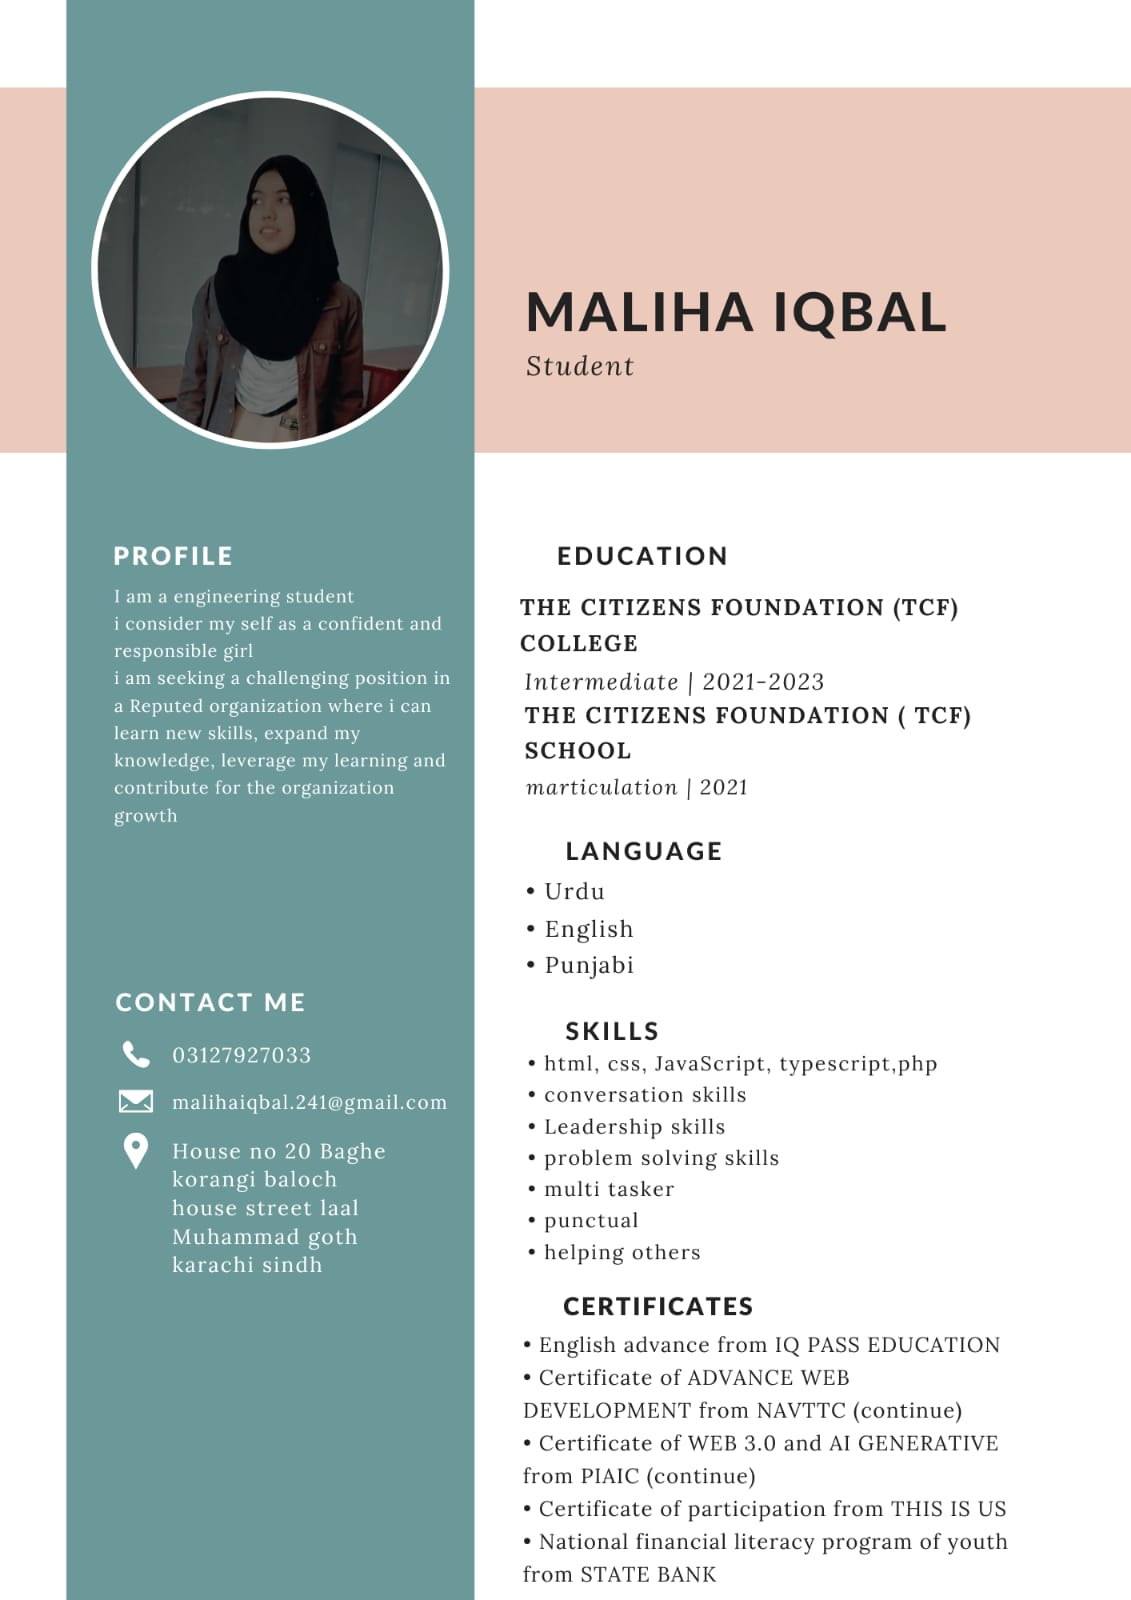 MALIHA IQBAL
Student
PROFILE
I am a engineering student
i consider my self as a confident and
responsible girl
i am seeking a challenging position in
a Reputed organization where i can
learn new skills, expand my
knowledge, leverage my learning and
contribute for the organization
growth
CONTACT ME
03127927033
malihaiqbal.241@gmail.com
House no 20 Baghe
korangi baloch
house street laal
Muhammad goth
karachi sindh
EDUCATION
THE CITIZENS FOUNDATION (TCF)
COLLEGE
Intermediate | 2021-2023
THE CITIZENS FOUNDATION ( TCF)
SCHOOL
marticulation | 2021
LANGUAGE
• Urdu
• English
• Punjabi
SKILLS
• html, css, JavaScript, typescript,php
• conversation skills
• Leadership skills
• problem solving skills
• multi tasker
• punctual
• helping others
CERTIFICATES
• English advance from IQ PASS EDUCATION
• Certificate of ADVANCE WEB
DEVELOPMENT from NAVTTC (continue)
• Certificate of WEB 3.0 and AI GENERATIVE
from PIAIC (continue)
• Certificate of participation from THIS IS US
• National financial literacy program of youth
from STATE BANK